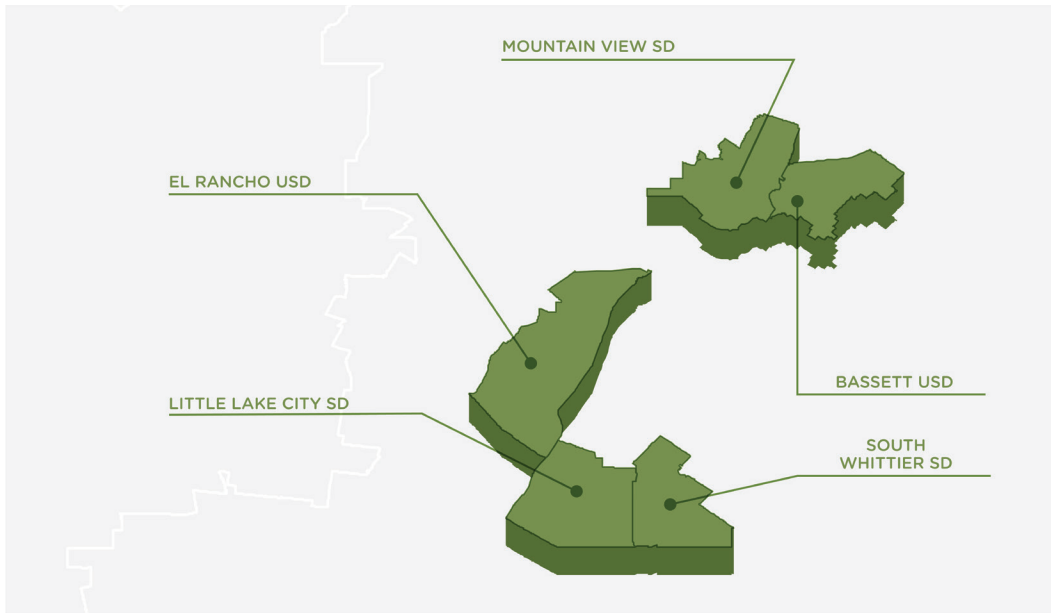 MOUNTAIN VIEW SD
EL RANCHO USD
BASSETT USD
LITTLE LAKE CITY SD
SOUTH
WHITTIER SD